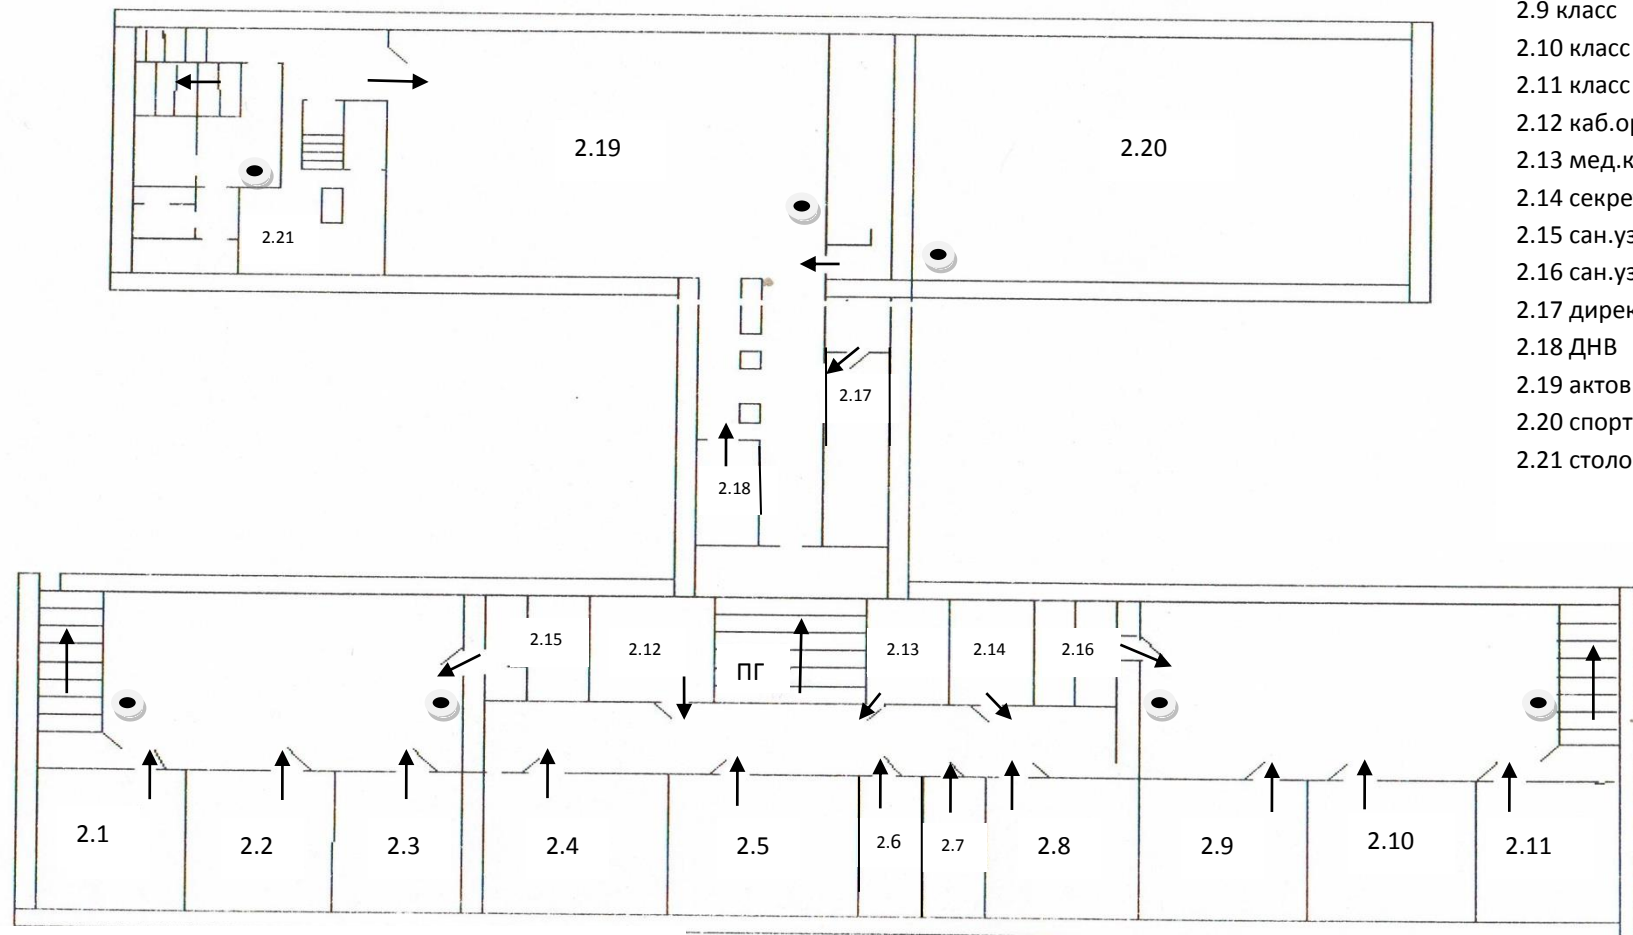 2.9 класс
2.10 класс
2.11 класс
2.12 каб.о
2.13 мед.к
2.14 секре
2.15 сан.уз
2.16 сан.уз
2.17 дирек
2.18 ДНВ
2.19 актов
2.20 спорт
2.21 столо
2.19
2.20
2.21
2.17
2.18
2.15
2.12
ПГ
2.13
2.14
2.16
2.1
2.2
2.3
2.4
2.5
2.6
2.7
2.8
2.9
2.10
2.11